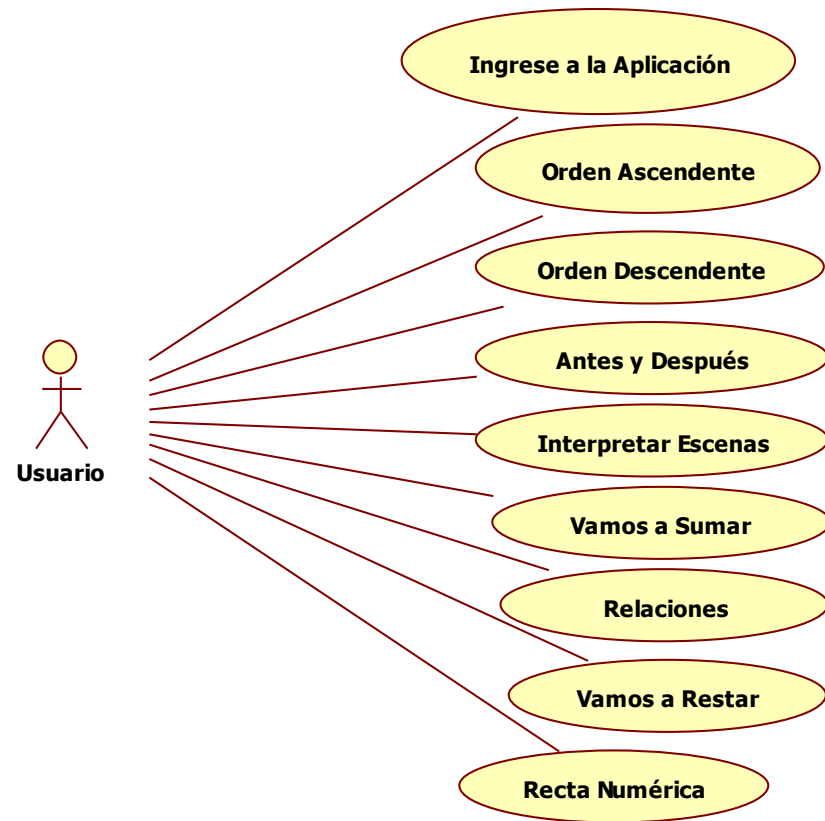 Ingrese a la Aplicación
Orden Ascendente
Orden Descendente
Antes y Después
Interpretar Escenas
Usuario
Vamos a Sumar
Relaciones
Vamos a Restar
Recta Numérica